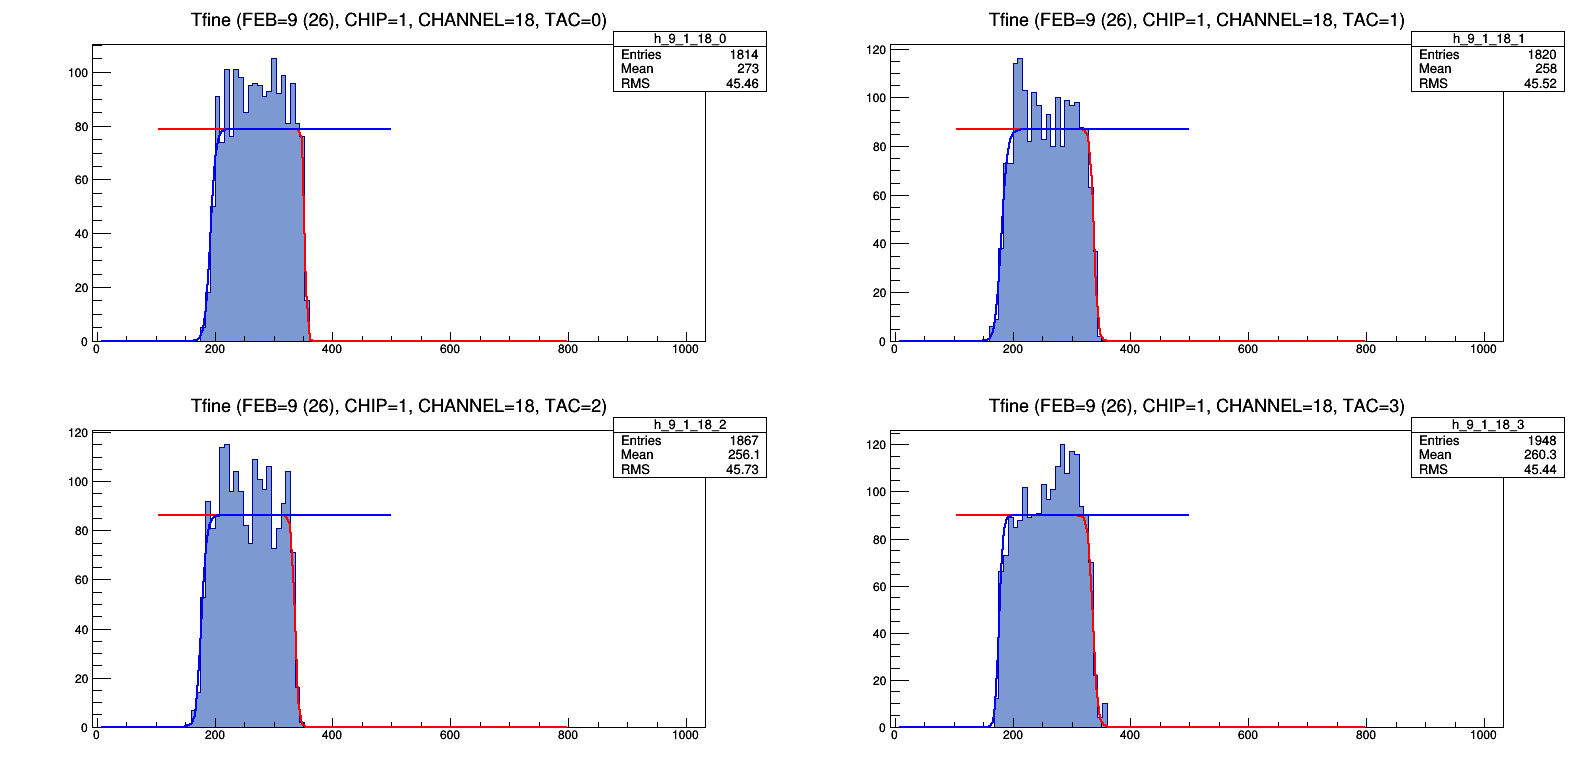 Tfine (FEB=9 (26), CHIP=1, CHANNEL=18, TAC=0)
h_9_1_18_0
Entries 1814
Mean 273
RMS 45.46
100
80
60
40
20
0
0 200 400 600 800 1000
Tfine (FEB=9 (26), CHIP=1, CHANNEL=18, TAC=1)
h_9_1_18_1
Entries 1820
Mean 258
RMS 45.52
120
100
80
60
40
20
0
0 200 400 600 800 1000
Tfine (FEB=9 (26), CHIP=1, CHANNEL=18, TAC=2)
h_9_1_18_2
Entries 1867
Mean 256.1
RMS 45.73
120
100
80
60
40
20
0
0 200 400 600 800 1000
Tfine (FEB=9 (26), CHIP=1, CHANNEL=18, TAC=3)
h_9_1_18_3
Entries 1948
Mean 260.3
RMS 45.44
120
100
80
60
40
20
0
0 200 400 600 800 1000